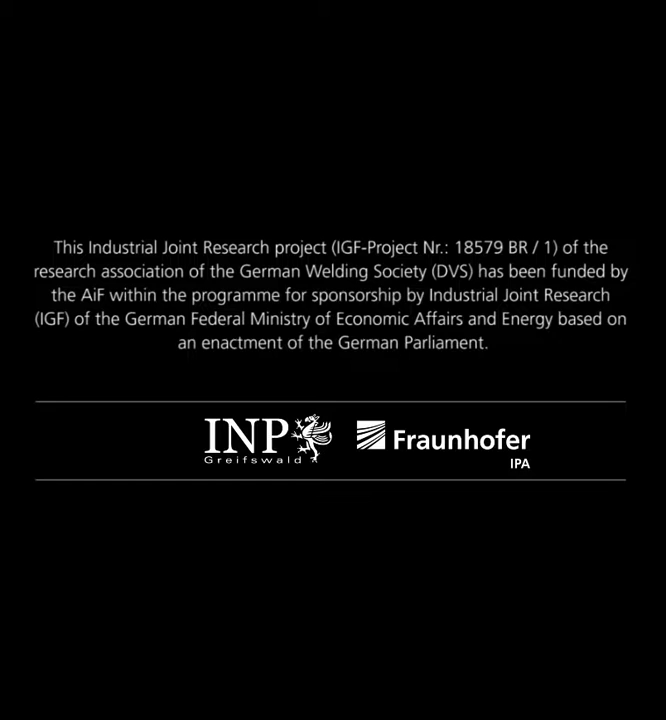 This Industrial Joint Research project (IGF-Project Nr.: 18579 BR / 1) of the
research association of the German Welding Society (DVS) has been funded by
the AiF within the programme for sponsorship by Industrial Joint Research
(IGF) of the German Federal Ministry of Economic Affairs and Energy based on
an enactment of the German Parliament.
INP
Greifswald
Fraunhofer
IPA